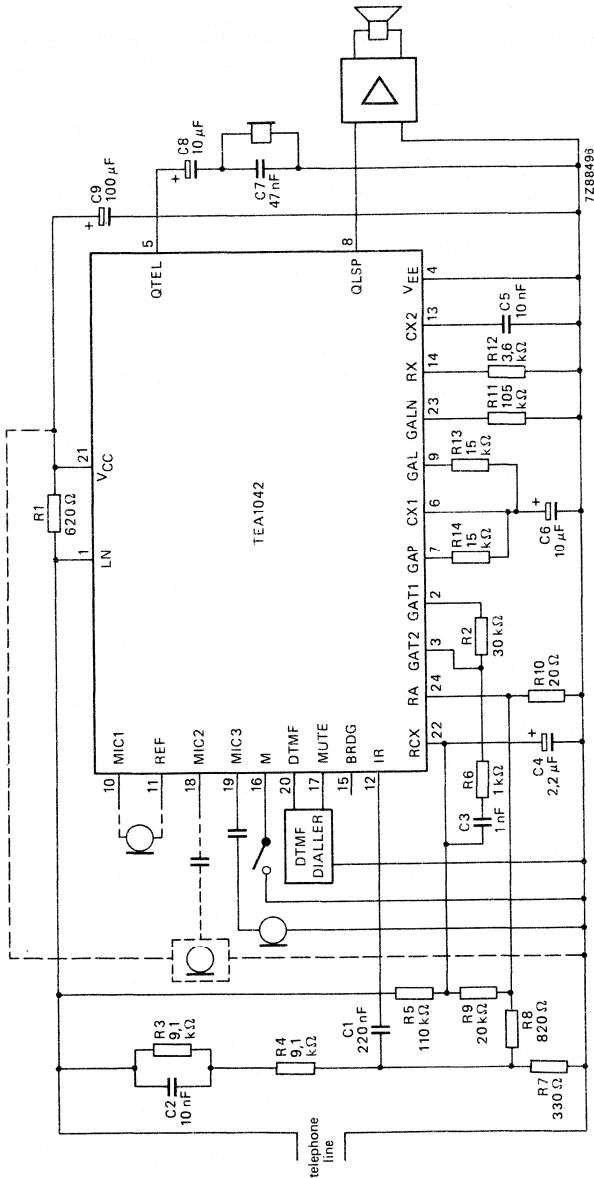 C9
100 μF
+
C8
10 μF
+
C7
47 nF
7Z88496
5
QTEL
8
QLSP
VEE
4
CX2
13
C5
10 nF
RX
14
R12
3,6
kΩ
GALN
23
R11
105
kΩ
GAL
9
R13
15
kΩ
CX1
6
+
C6
10 μF
GAP
7
R14
15
kΩ
GAT1
2
R2
30 kΩ
GAT2
3
RA
24
R10
20 Ω
RCX
22
+
C4
2,2 μF
R6
1 kΩ
C3
1 nF
21
VCC
R1
620 Ω
1
LN
TEA1042
10
MIC1
11
REF
18
MIC2
19
MIC3
16
M
20
DTMF
17
MUTE
15
BRDG
12
IR
DTMF
DIALLER
R3
9,1
kΩ
C2
10 nF
R4
9,1
kΩ
C1
220 nF
R5
110 kΩ
R9
20 kΩ
R8
820 Ω
R7
330 Ω
telephone
line